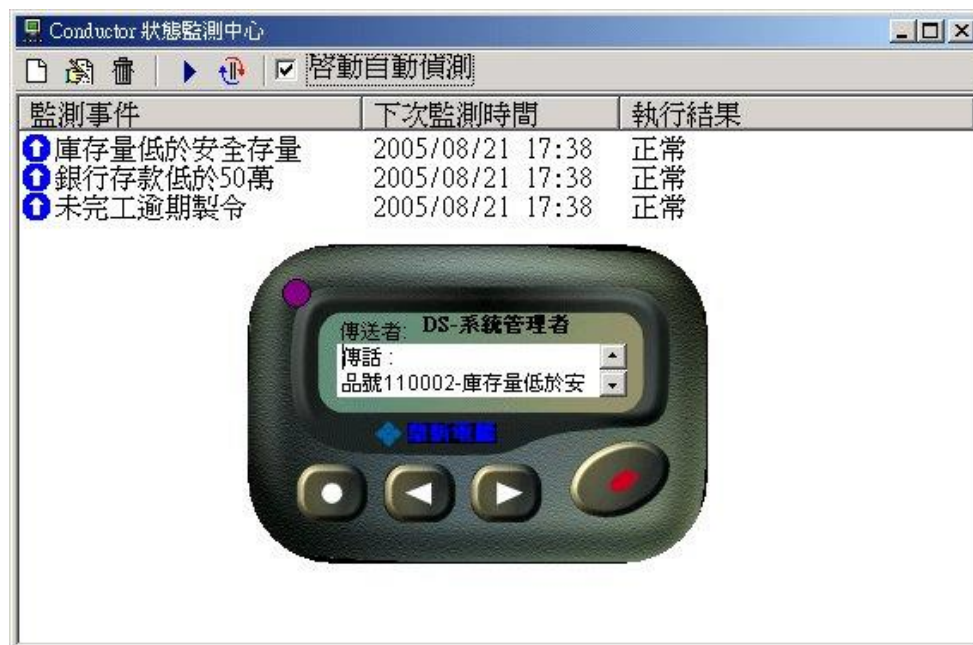 Conductor 狀態監測中心
啓動自動偵測
監測事件 下次監測時間 執行結果
庫存量低於安全存量 2005/08/21 17:38 正常
銀行存款低於50萬 2005/08/21 17:38 正常
未完工逾期製令 2005/08/21 17:38 正常
傳送者: DS-系統管理者
傳話：
品號110002-庫存量低於安